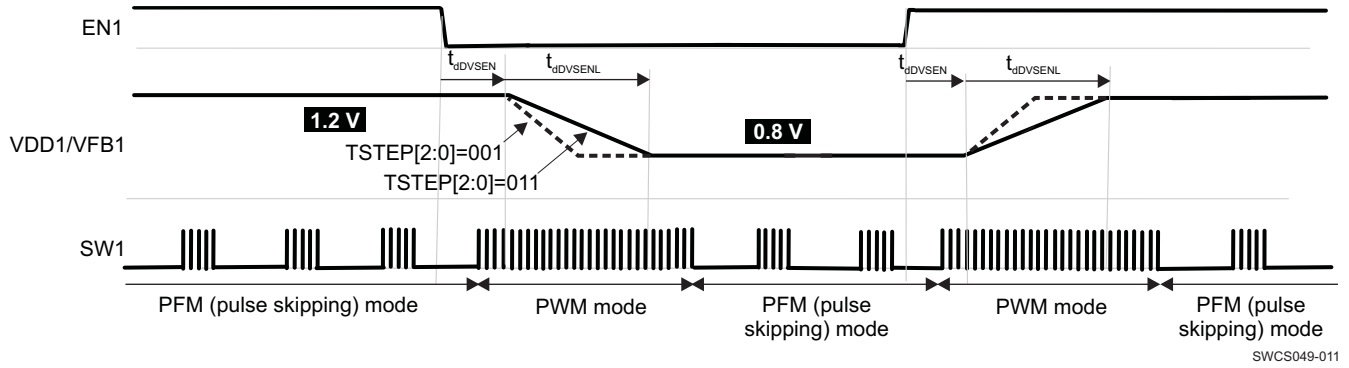 EN1
tdDVSEN
tdDVSENL
tdDVSEN
tdDVSENL
VDD1/VFB1
1.2 V
TSTEP[2:0]=001
TSTEP[2:0]=011
0.8 V
SW1
PFM (pulse skipping) mode
PWM mode
PFM (pulse
skipping) mode
PWM mode
PFM (pulse
skipping) mode
SWCS049-011